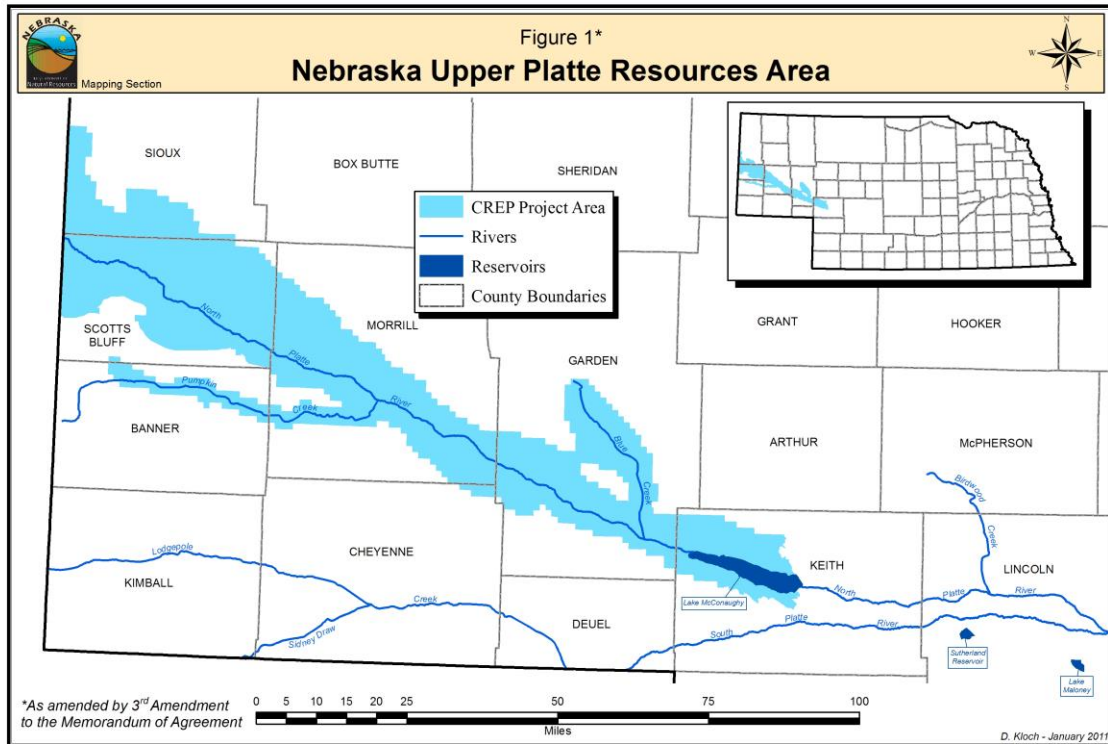 Figure 1*
Nebraska Upper Platte Resources Area
NEBRASKA
Natural Resources
Mapping Section
N
W
E
S
SIOUX
BOX BUTTE
SHERIDAN
CREP Project Area
Rivers
Reservoirs
County Boundaries
SCOTTS
BLUFF
MORRILL
GARDEN
GRANT
HOOKER
North
Platte
River
Pumpkin
Creek
Blue
Creek
BANNER
ARTHUR
McPHERSON
Birdwood
Creek
KIMBALL
CHEYENNE
DEUEL
KEITH
LINCOLN
Lodgepole
Creek
Sidney Draw
Lake McConaughy
North
Platte
River
South
Platte
River
Sutherland
Reservoir
Lake
Maloney
*As amended by 3rd Amendment
to the Memorandum of Agreement
0 5 10 15 20 25 50 75 100
Miles
D. Kloch - January 2011